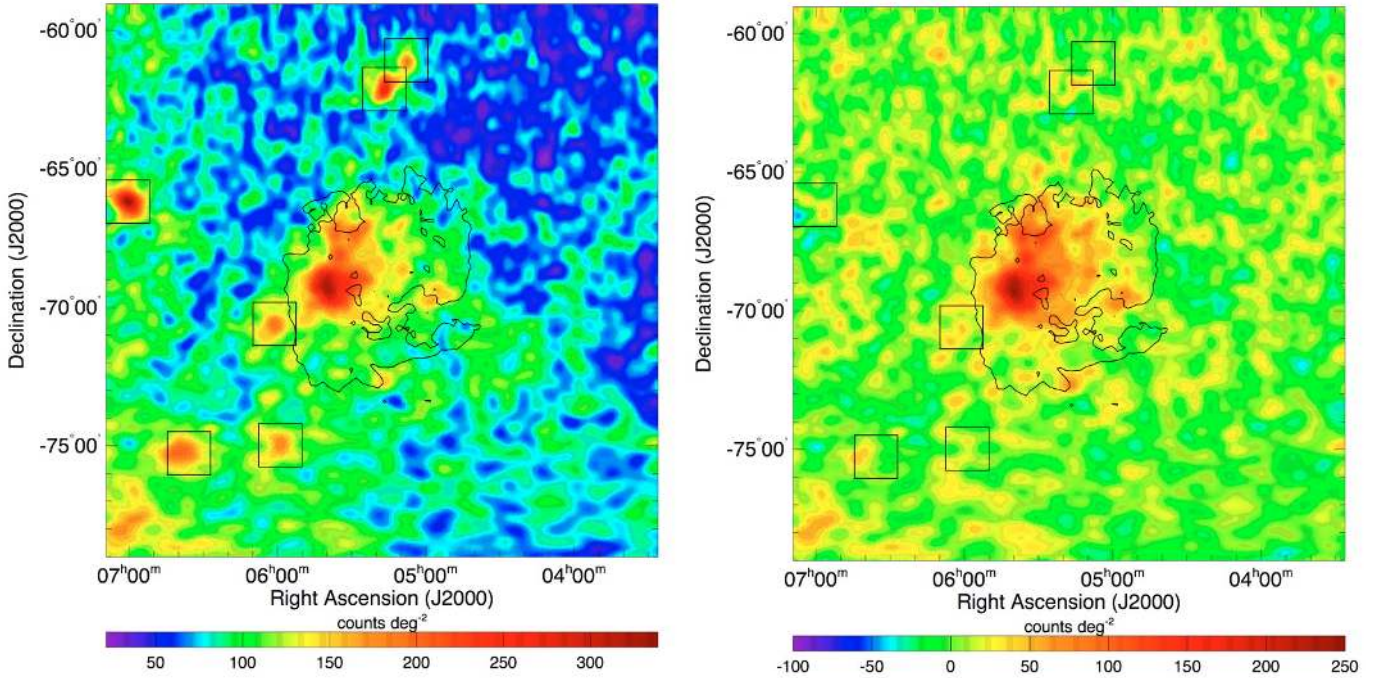 -60°00'
-65°00'
-70°00'
-75°00'
Declination (J2000)
07ʰ00ᵐ 06ʰ00ᵐ 05ʰ00ᵐ 04ʰ00ᵐ
Right Ascension (J2000)
counts deg⁻²
50 100 150 200 250 300
-60°00'
-65°00'
-70°00'
-75°00'
Declination (J2000)
07ʰ00ᵐ 06ʰ00ᵐ 05ʰ00ᵐ 04ʰ00ᵐ
Right Ascension (J2000)
counts deg⁻²
-100 -50 0 50 100 150 200 250